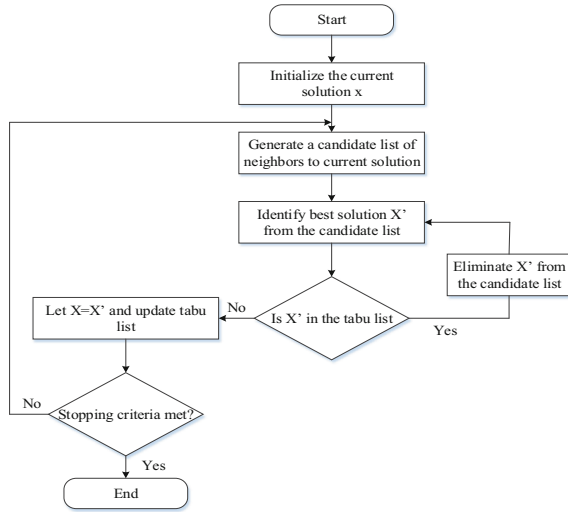 Start
Initialize the current
solution x
Generate a candidate list of
neighbors to current solution
Identify best solution X’
from the candidate list
Eliminate X’ from
the candidate list
Is X’ in the tabu list
No
Yes
Let X=X’ and update tabu
list
Stopping criteria met?
No
Yes
End